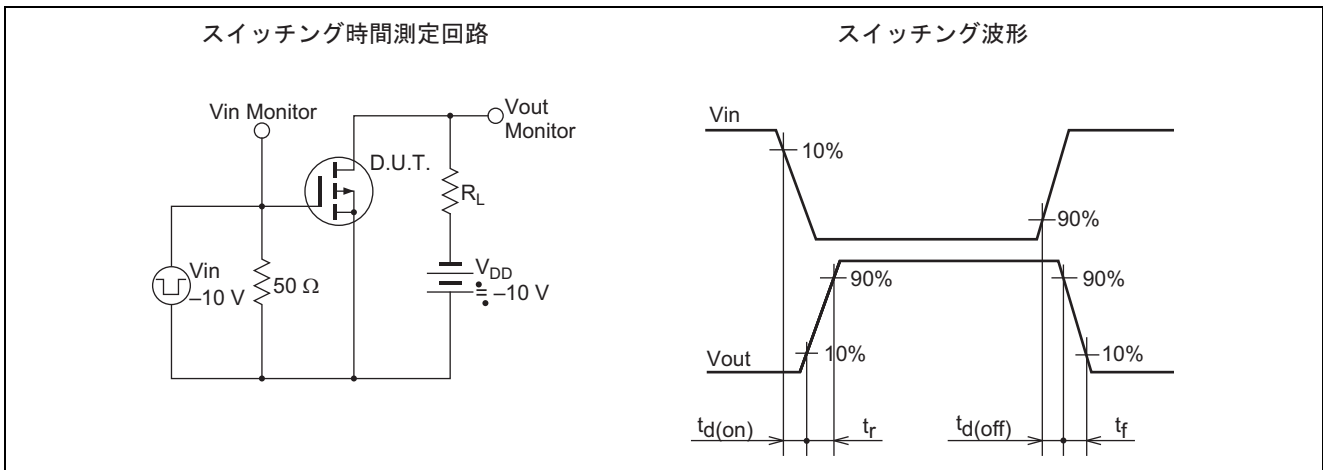 スイッチング時間測定回路
Vin Monitor
Vout
Monitor
D.U.T.
RL
Vin
–10 V
50 Ω
VDD
≒ –10 V
スイッチング波形
Vin
10%
90%
90%
90%
Vout
10%
10%
td(on)
tr
td(off)
tf